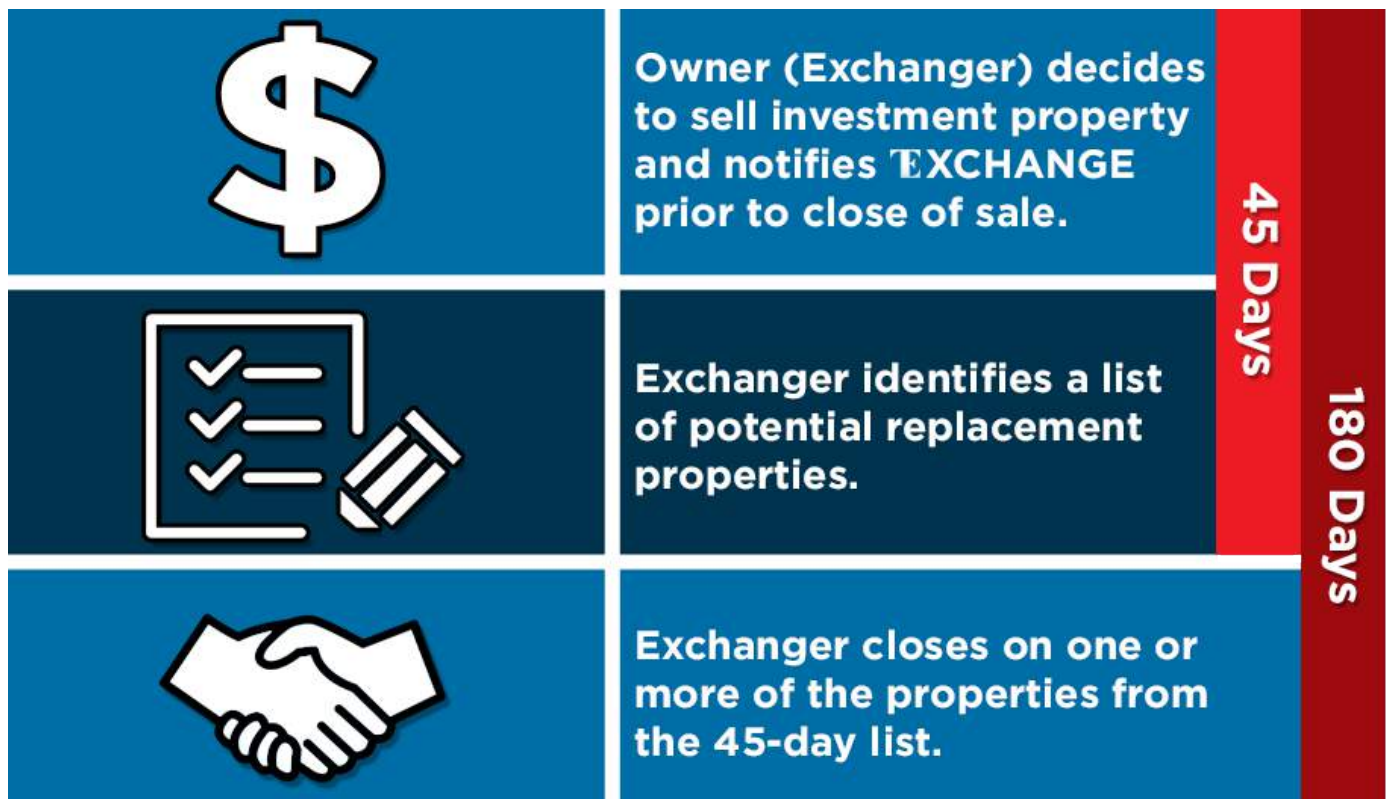 Owner (Exchanger) decides
to sell investment property
and notifies TEXCHANGE
prior to close of sale.
45 Days
Exchanger identifies a list
of potential replacement
properties.
180 Days
Exchanger closes on one or
more of the properties from
the 45-day list.